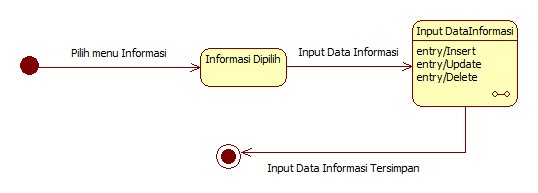 Input DataInformasi
Pilih menu Informasi
Informasi Dipilih
Input Data Informasi
entry/Insert
entry/Update
entry/Delete
Input Data Informasi Tersimpan